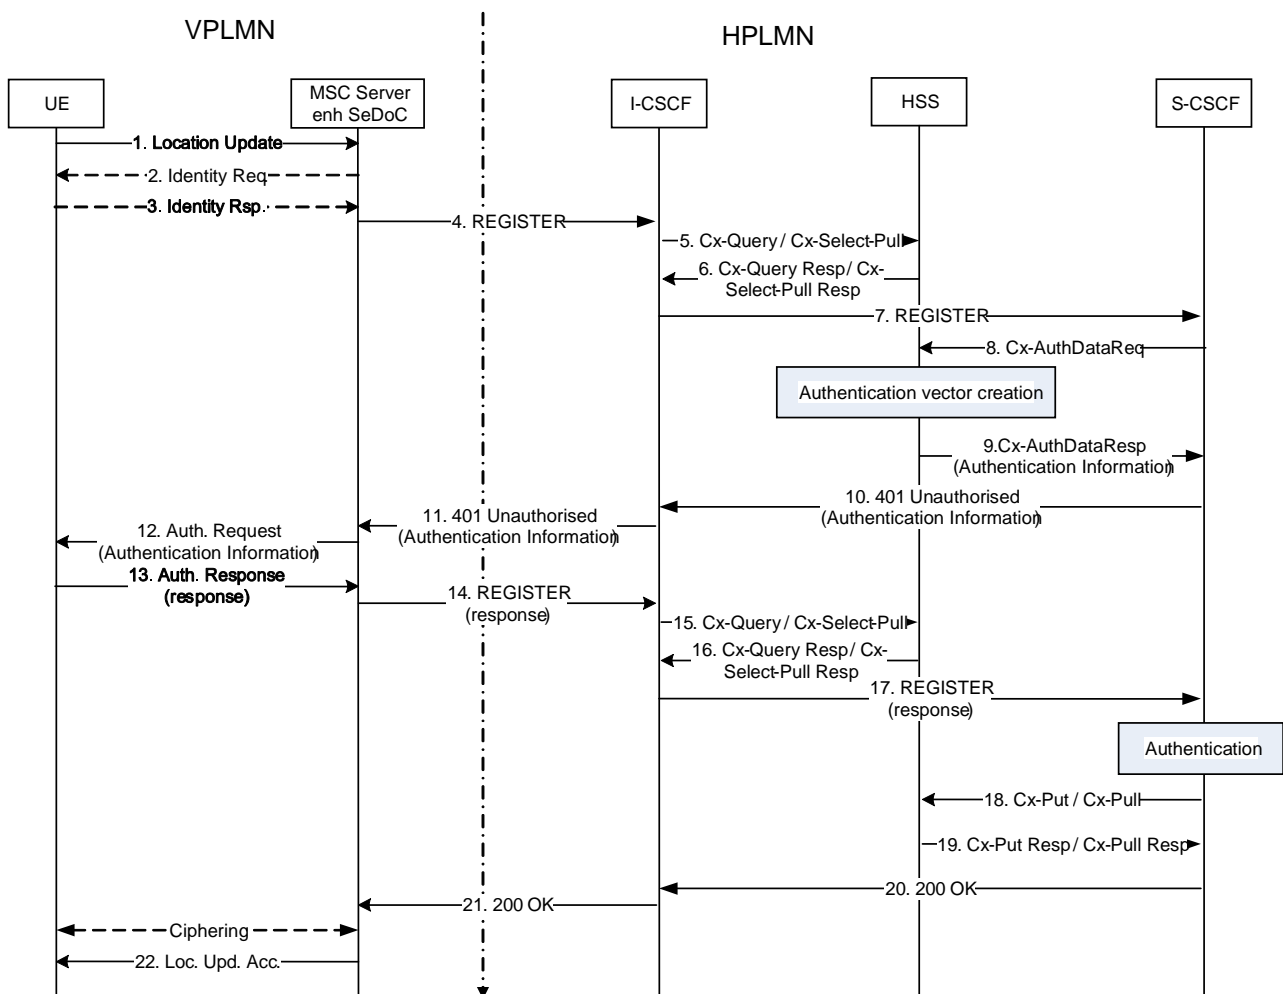 VPLMN
HPLMN
UE
MSC Server
enh SeDoC
I-CSCF
HSS
S-CSCF
1. Location Update
2. Identity Req
3. Identity Rsp.
4. REGISTER
5. Cx-Query / Cx-Select-Pull
6. Cx-Query Resp / Cx-
Select-Pull Resp
7. REGISTER
8. Cx-AuthDataReq
Authentication vector creation
9.Cx-AuthDataResp
(Authentication Information)
10. 401 Unauthorised
(Authentication Information)
11. 401 Unauthorised
(Authentication Information)
12. Auth. Request
(Authentication Information)
13. Auth. Response
(response)
14. REGISTER
(response)
15. Cx-Query / Cx-Select-Pull
16. Cx-Query Resp / Cx-
Select-Pull Resp
17. REGISTER
(response)
Authentication
18. Cx-Put / Cx-Pull
19. Cx-Put Resp / Cx-Pull Resp
20. 200 OK
21. 200 OK
Ciphering
22. Loc. Upd. Acc.